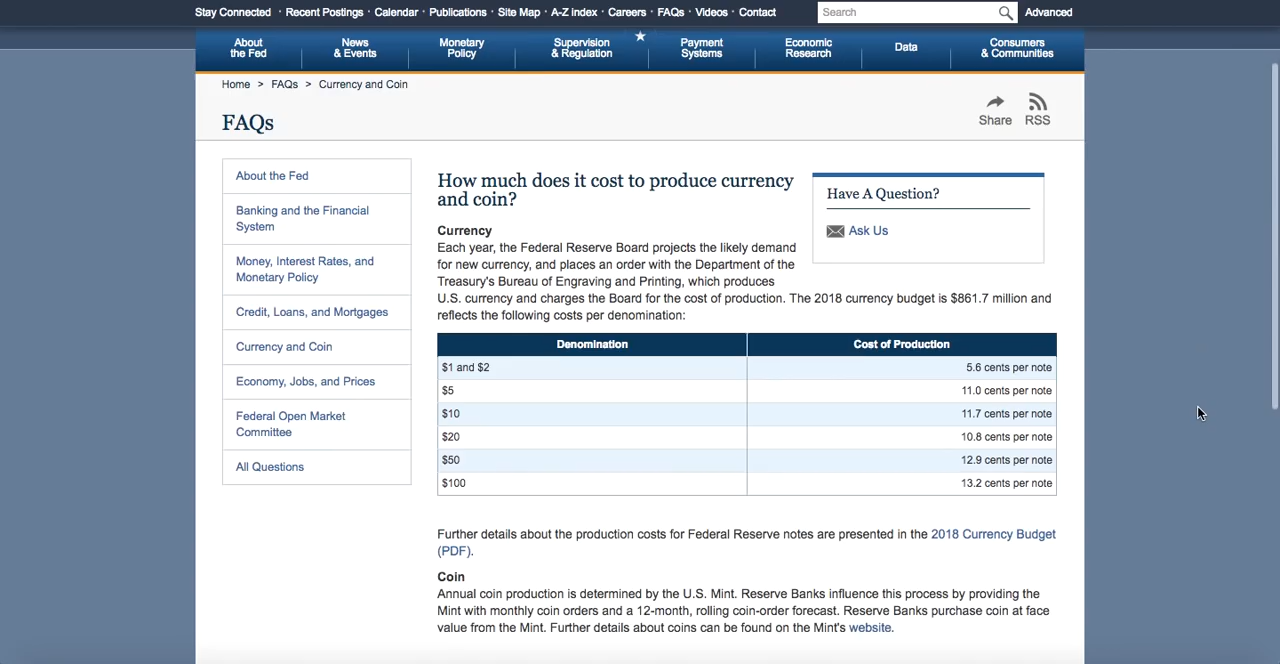 Stay Connected · Recent Postings · Calendar · Publications · Site Map · A-Z index · Careers · FAQs · Videos · Contact Search Advanced
About the Fed
News & Events
Monetary Policy
Supervision & Regulation
Payment Systems
Economic Research
Data
Consumers & Communities
Home > FAQs > Currency and Coin
Share RSS
FAQs
About the Fed
Banking and the Financial
System
Money, Interest Rates, and
Monetary Policy
Credit, Loans, and Mortgages
Currency and Coin
Economy, Jobs, and Prices
Federal Open Market
Committee
All Questions
How much does it cost to produce currency
and coin?
Have A Question?
Ask Us
Currency
Each year, the Federal Reserve Board projects the likely demand
for new currency, and places an order with the Department of the
Treasury's Bureau of Engraving and Printing, which produces
U.S. currency and charges the Board for the cost of production. The 2018 currency budget is $861.7 million and
reflects the following costs per denomination:
Denomination Cost of Production
$1 and $2 5.6 cents per note
$5 11.0 cents per note
$10 11.7 cents per note
$20 10.8 cents per note
$50 12.9 cents per note
$100 13.2 cents per note
Further details about the production costs for Federal Reserve notes are presented in the 2018 Currency Budget
(PDF).
Coin
Annual coin production is determined by the U.S. Mint. Reserve Banks influence this process by providing the
Mint with monthly coin orders and a 12-month, rolling coin-order forecast. Reserve Banks purchase coin at face
value from the Mint. Further details about coins can be found on the Mint's website.